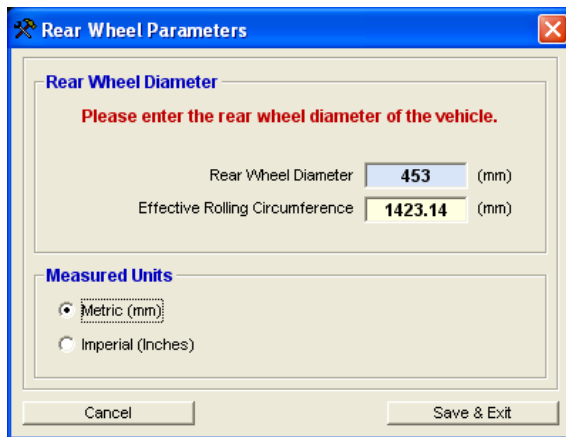 Rear Wheel Parameters
Rear Wheel Diameter
Please enter the rear wheel diameter of the vehicle.
Rear Wheel Diameter 453 (mm)
Effective Rolling Circumference 1423.14 (mm)
Measured Units
Metric (mm)
Imperial (Inches)
Cancel Save & Exit